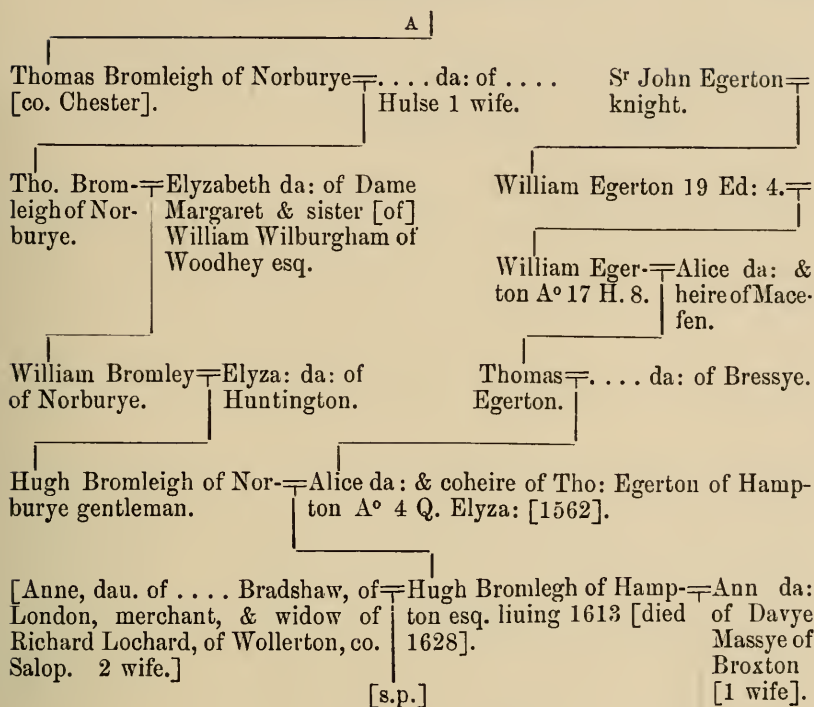 A
Thomas Bromleigh of Norburye=. . . . da: of . . . .
[co. Chester]. Hulse 1 wife.
Sr John Egerton=
knight.
Tho. Brom-=Elyzabeth da: of Dame
leigh of Nor- Margaret & sister [of]
burye. William Wilburgham of
Woodhey esq.
William Egerton 19 Ed: 4.=
William Eger-=Alice da: &
ton Ao 17 H. 8. heire of Mace-
fen.
William Bromley=Elyza: da: of
of Norburye. Huntington.
Thomas=. . . . da: of Bressye.
Egerton.
Hugh Bromleigh of Nor-=Alice da: & coheire of Tho: Egerton of Hamp-
burye gentleman. ton Ao 4 Q. Elyza: [1562].
[Anne, dau. of . . . . Bradshaw, of=Hugh Bromlegh of Hamp-=Ann da:
London, merchant, & widow of ton esq. liuing 1613 [died of Davye
Richard Lochard, of Wollerton, co. 1628]. Massye of
Salop. 2 wife.] Broxton
[s.p.] [1 wife].